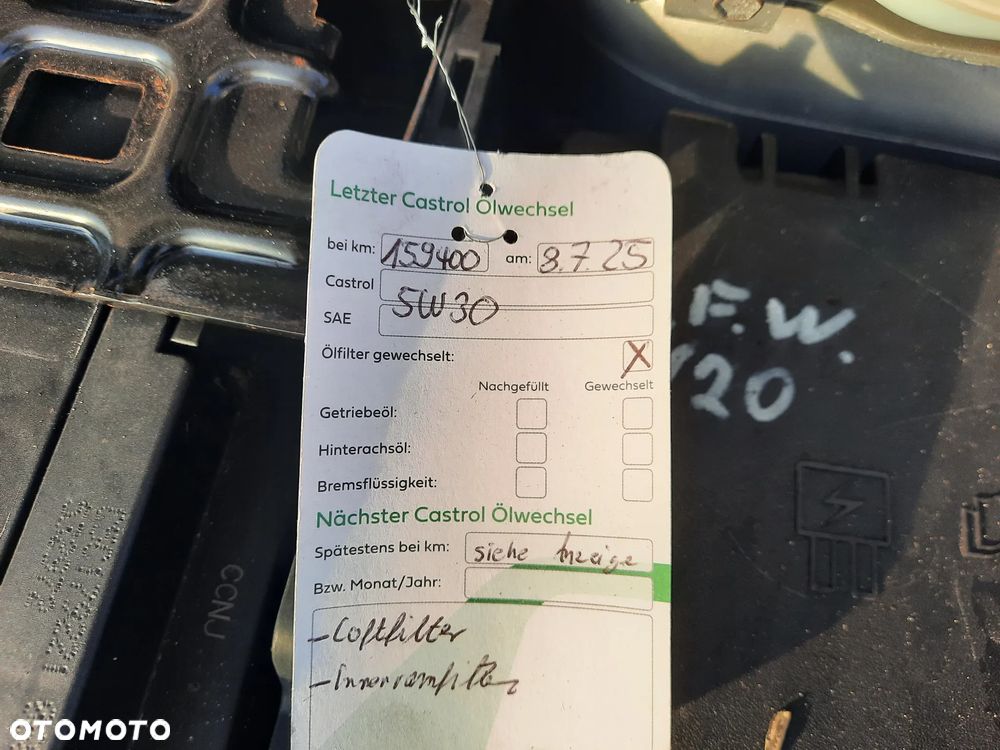 Letzter Castrol Ölwechsel
bei km: 159400 am: 8.7.25
Castrol
5W30
SAE
Ölfilter gewechselt: X
Nachgefüllt Gewechselt
Getriebeöl:
Hinterachsöl:
Bremsflüssigkeit:
Nächster Castrol Ölwechsel
Spätestens bei km: siehe Anzeige
Bzw. Monat/Jahr:
- Luftfilter
- Innenraumfilter
F.W.
/20
CCNJ
OTOMOTO